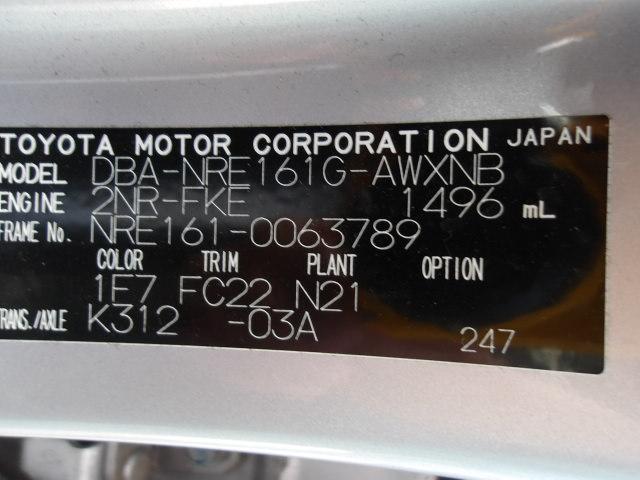 TOYOTA MOTOR CORPORATION JAPAN
MODEL DBA-NRE161G-AWXNB
ENGINE 2NR-FKE 1496 mL
FRAME No. NRE161-0063789
COLOR TRIM PLANT OPTION
1F7 FC22 N21
TRANS./AXLE K312 -03A
247